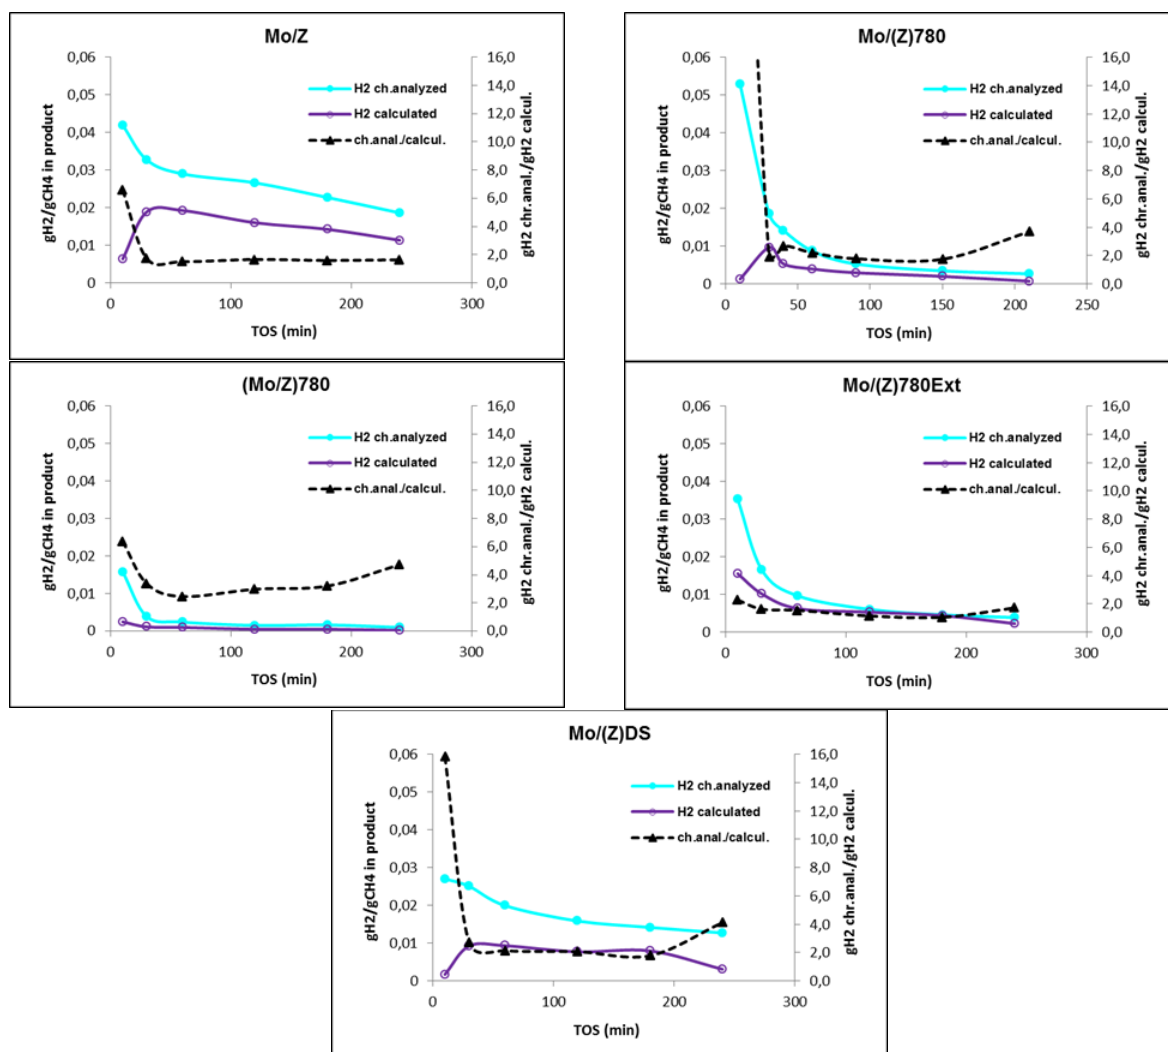 Mo/Z
0,06
0,05
0,04
0,03
0,02
0,01
0
gH2/gCH4 in product
16,0
14,0
12,0
10,0
8,0
6,0
4,0
2,0
0,0
gH2 chr.anal./gH2 calcul.
H2 ch.analyzed
H2 calculated
ch.anal./calcul.
0 100 200 300
TOS (min)
Mo/(Z)780
0,06
0,05
0,04
0,03
0,02
0,01
0
gH2/gCH4 in product
16,0
14,0
12,0
10,0
8,0
6,0
4,0
2,0
0,0
gH2 chr.anal./gH2 calcul.
H2 ch.analyzed
H2 calculated
ch.anal./calcul.
0 50 100 150 200 250
TOS (min)
(Mo/Z)780
0,06
0,05
0,04
0,03
0,02
0,01
0
gH2/gCH4 in product
16,0
14,0
12,0
10,0
8,0
6,0
4,0
2,0
0,0
gH2 chr.anal./gH2 calcul.
H2 ch.analyzed
H2 calculated
ch.anal./calcul.
0 100 200 300
TOS (min)
Mo/(Z)780Ext
0,06
0,05
0,04
0,03
0,02
0,01
0
gH2/gCH4 in product
16,0
14,0
12,0
10,0
8,0
6,0
4,0
2,0
0,0
gH2 chr.anal./gH2 calcul.
H2 ch.analyzed
H2 calculated
ch.anal./calcul.
0 100 200 300
TOS (min)
Mo/(Z)DS
0,06
0,05
0,04
0,03
0,02
0,01
0
gH2/gCH4 in product
16,0
14,0
12,0
10,0
8,0
6,0
4,0
2,0
0,0
gH2 chr.anal./gH2 calcul.
H2 ch.analyzed
H2 calculated
ch.anal./calcul.
0 100 200 300
TOS (min)